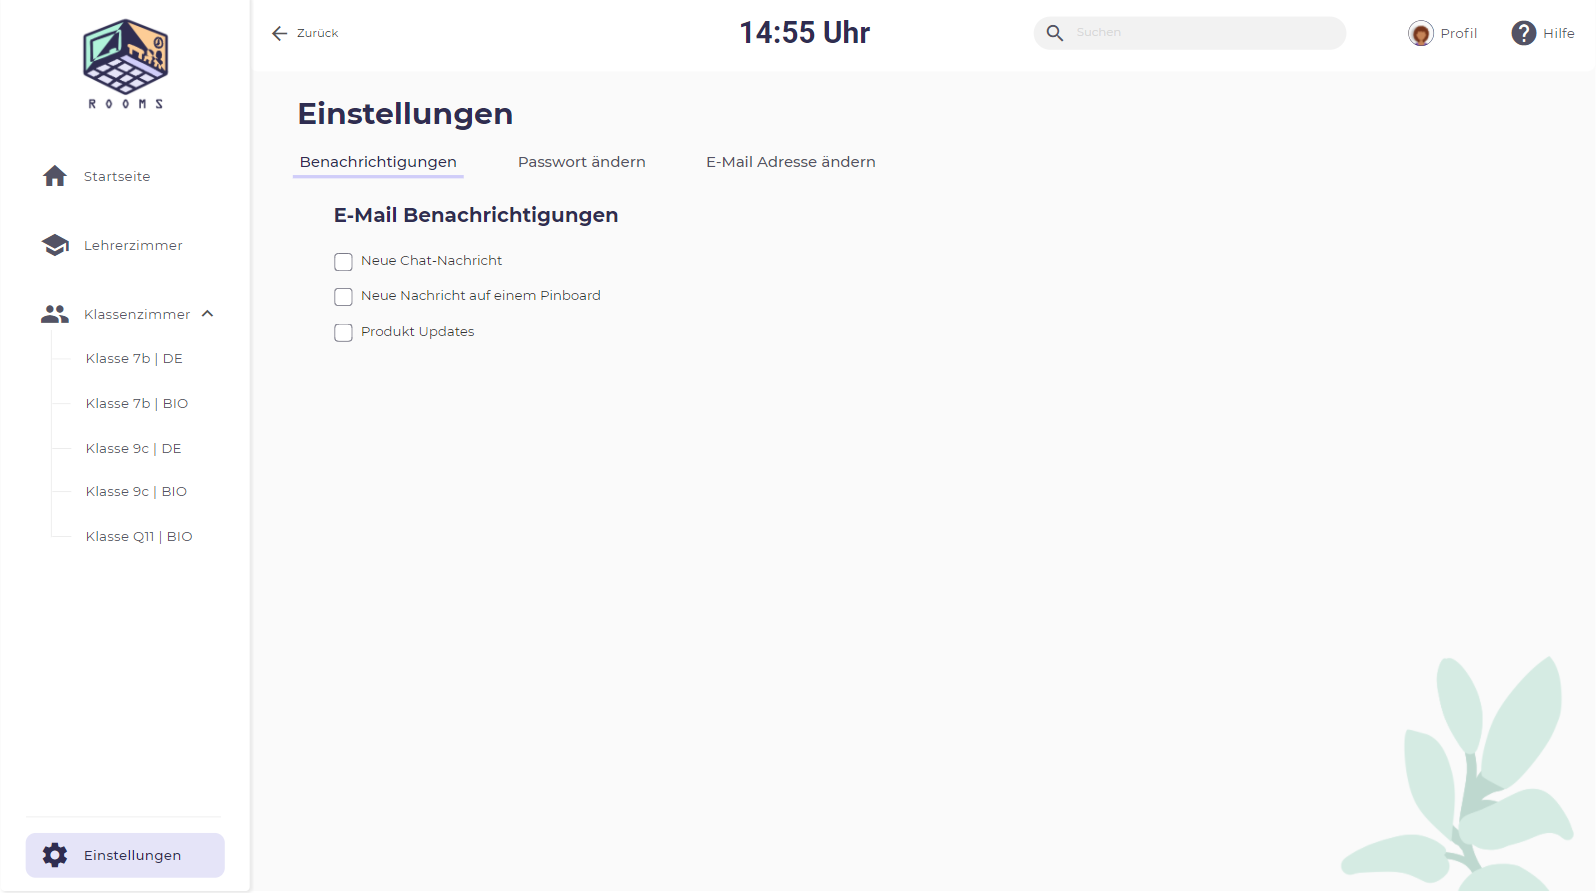 ROOMS
Startseite
Lehrerzimmer
Klassenzimmer
Klasse 7b | DE
Klasse 7b | BIO
Klasse 9c | DE
Klasse 9c | BIO
Klasse Q11 | BIO
Einstellungen
Zurück
14:55 Uhr
Suchen
Profil
Hilfe
Einstellungen
Benachrichtigungen
Passwort ändern
E-Mail Adresse ändern
E-Mail Benachrichtigungen
Neue Chat-Nachricht
Neue Nachricht auf einem Pinboard
Produkt Updates